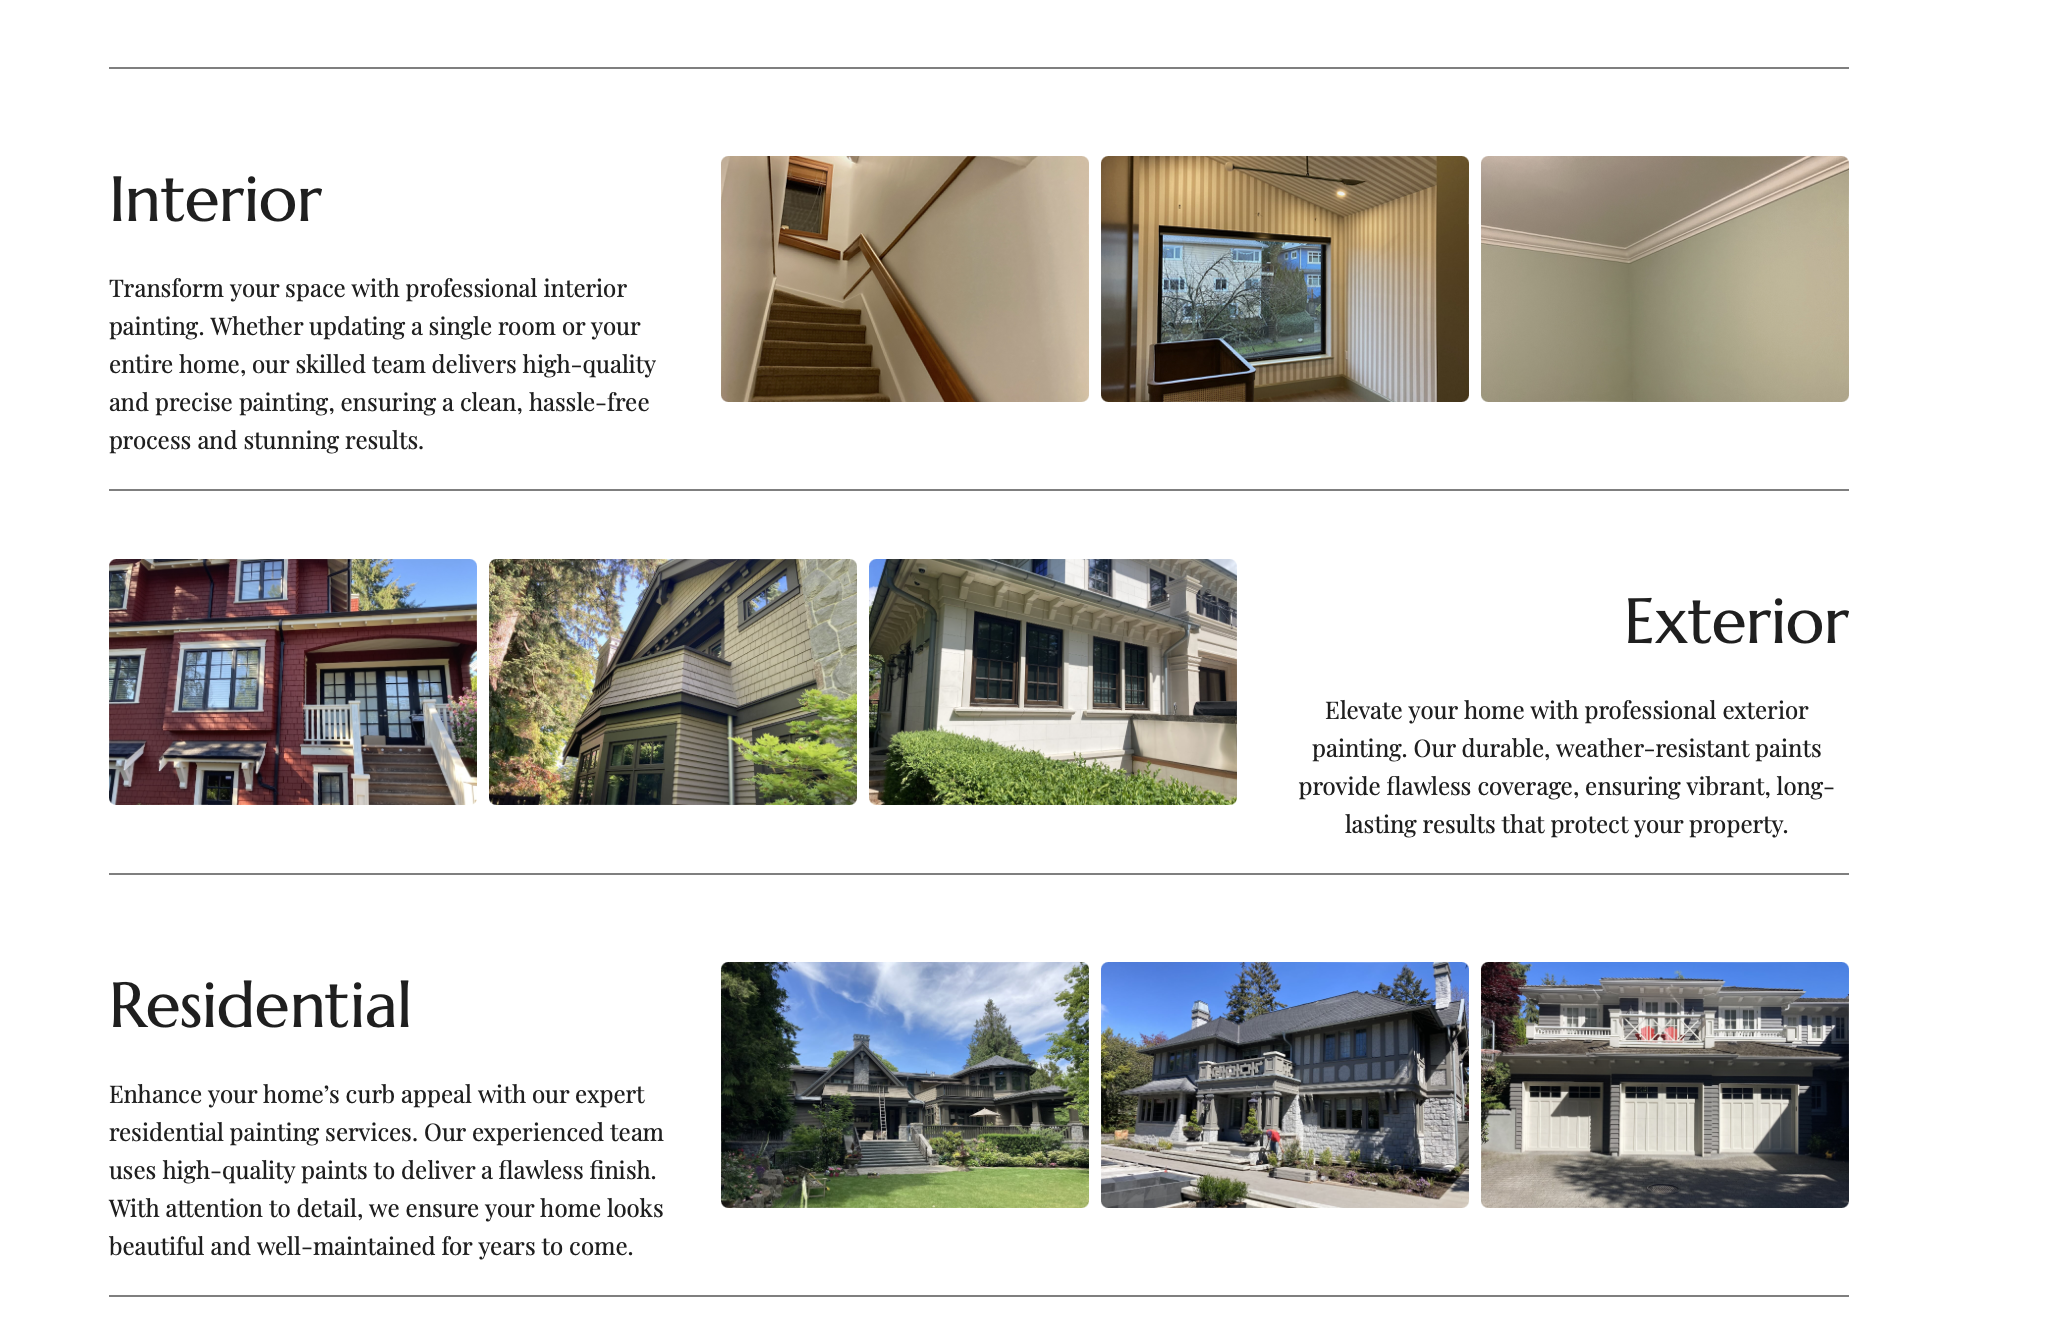 Interior
Transform your space with professional interior
painting. Whether updating a single room or your
entire home, our skilled team delivers high-quality
and precise painting, ensuring a clean, hassle-free
process and stunning results.
Exterior
Elevate your home with professional exterior
painting. Our durable, weather-resistant paints
provide flawless coverage, ensuring vibrant, long-
lasting results that protect your property.
Residential
Enhance your home’s curb appeal with our expert
residential painting services. Our experienced team
uses high-quality paints to deliver a flawless finish.
With attention to detail, we ensure your home looks
beautiful and well-maintained for years to come.